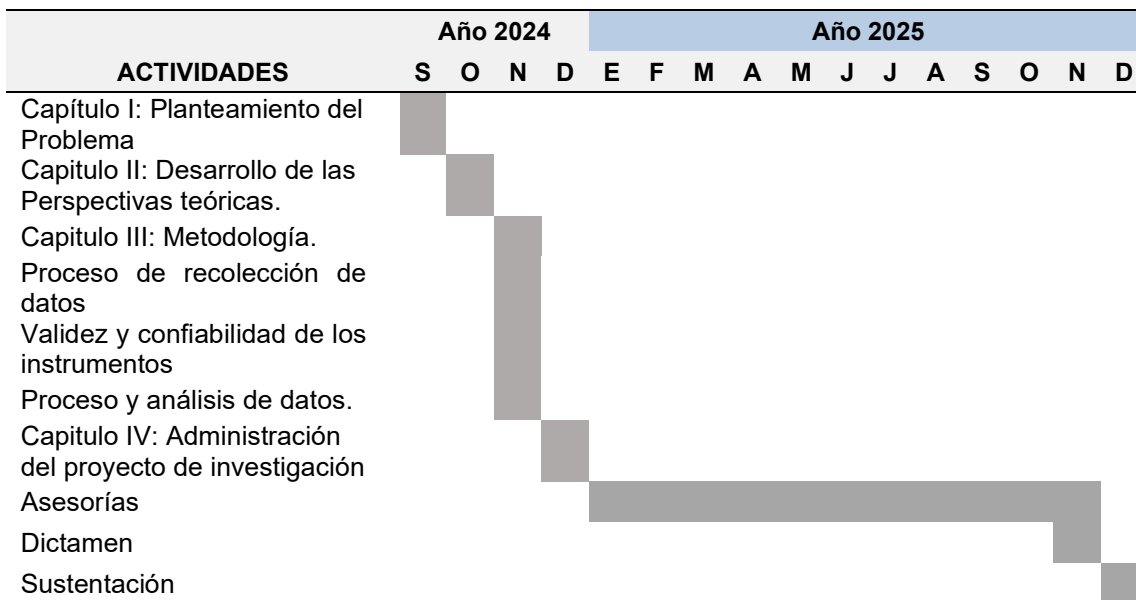 Año 2024 Año 2025
ACTIVIDADES S O N D E F M A M J J A S O N D
Capítulo I: Planteamiento del
Problema
Capitulo II: Desarrollo de las
Perspectivas teóricas.
Capitulo III: Metodología.
Proceso de recolección de
datos
Validez y confiabilidad de los
instrumentos
Proceso y análisis de datos.
Capitulo IV: Administración
del proyecto de investigación
Asesorías
Dictamen
Sustentación